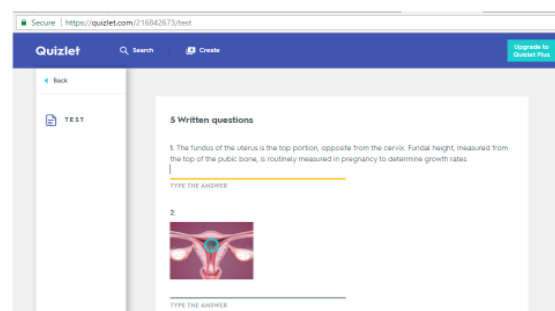 Secure | https://quizlet.com/216842673/test
Quizlet Search Create Upgrade to
Quizlet Plus
Back
TEST
5 Written questions
1. The fundus of the uterus is the top portion, opposite from the cervix. Fundal height, measured from
the top of the pubic bone, is routinely measured in pregnancy to determine growth rates.
TYPE THE ANSWER
2.
TYPE THE ANSWER